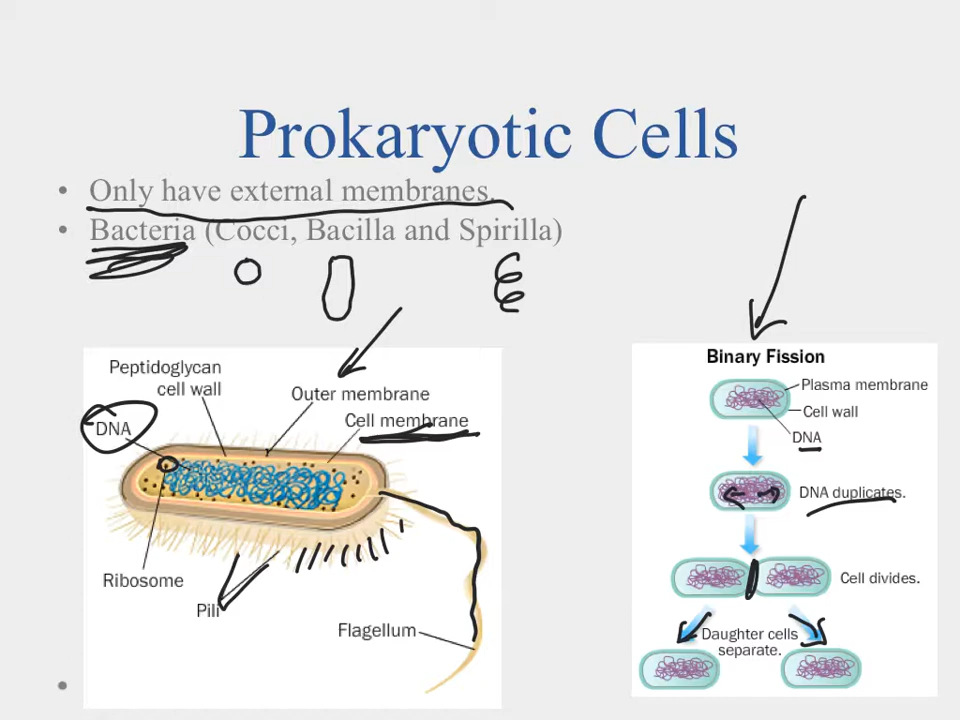 Prokaryotic Cells
• Only have external membranes.
• Bacteria (Cocci, Bacilla and Spirilla)
Peptidoglycan
cell wall
Outer membrane
Cell membrane
DNA
Ribosome
Pili
Flagellum
•
Binary Fission
Plasma membrane
Cell wall
DNA
DNA duplicates.
Cell divides.
Daughter cells
separate.